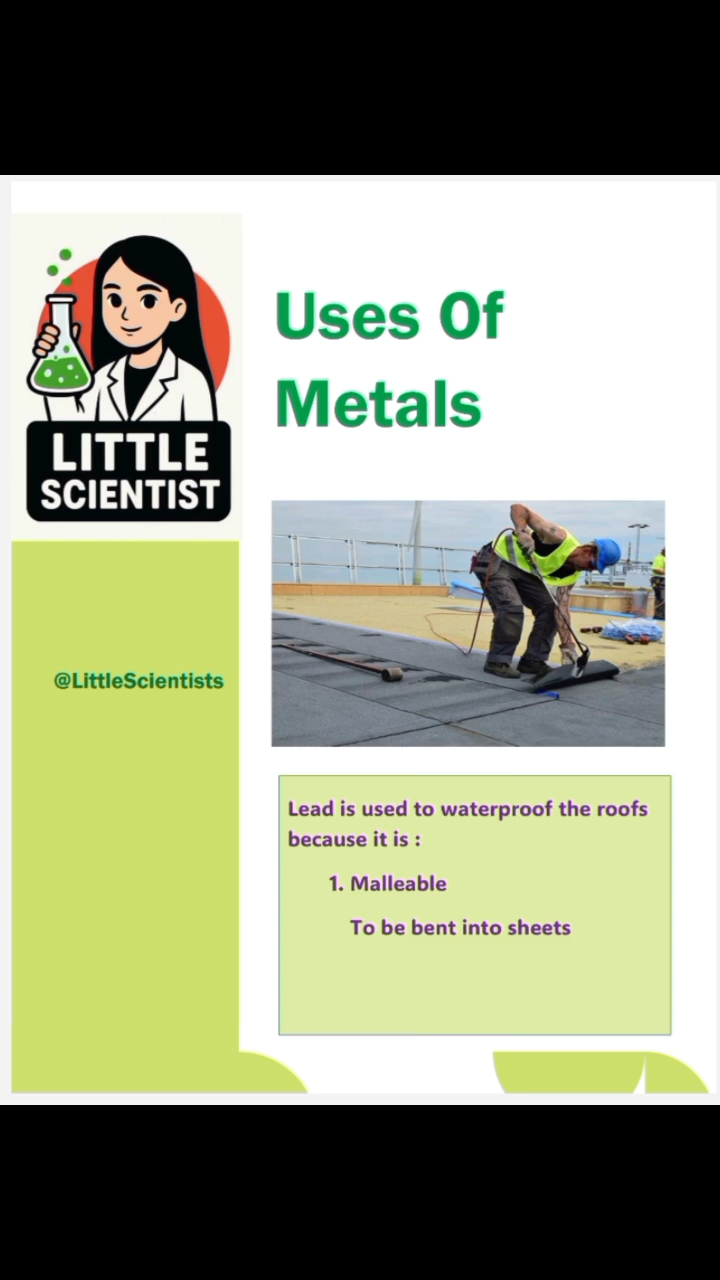 LITTLE
SCIENTIST
@LittleScientists
Uses Of
Metals
Lead is used to waterproof the roofs
because it is :
1. Malleable
To be bent into sheets